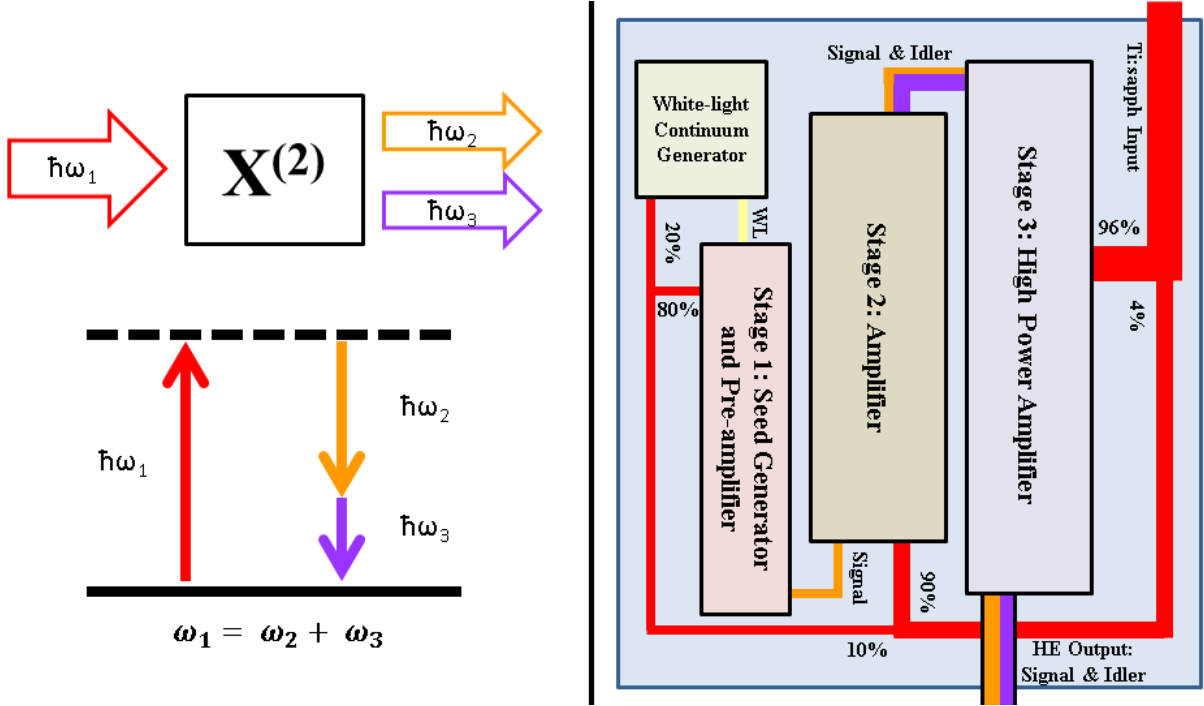 ħω₁
X⁽²⁾
ħω₂
ħω₃
ħω₁
ħω₂
ħω₃
ω₁ = ω₂ + ω₃
Signal & Idler
Ti:sapph Input
White-light
Continuum
Generator
WL
20%
80%
96%
4%
Stage 1: Seed Generator
and Pre-amplifier
Stage 2: Amplifier
Stage 3: High Power Amplifier
Signal
90%
10%
HE Output:
Signal & Idler